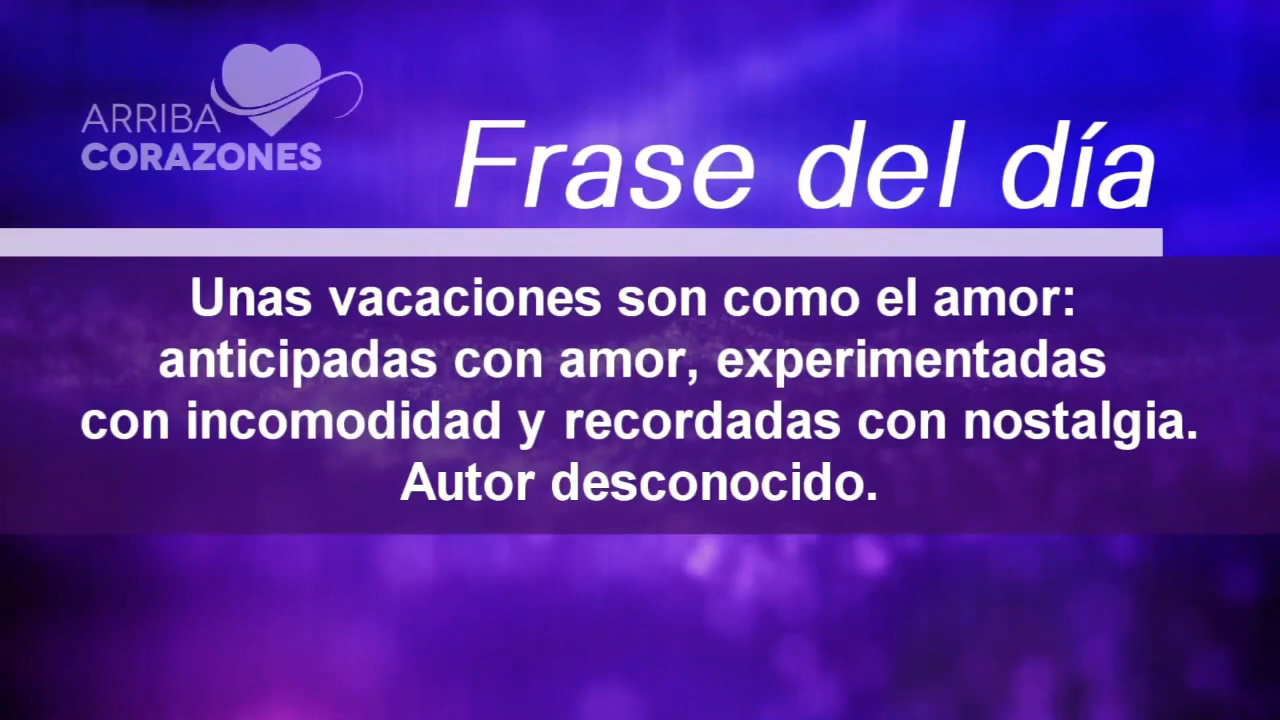 ARRIBA
CORAZONES
Frase del día
Unas vacaciones son como el amor:
anticipadas con amor, experimentadas
con incomodidad y recordadas con nostalgia.
Autor desconocido.